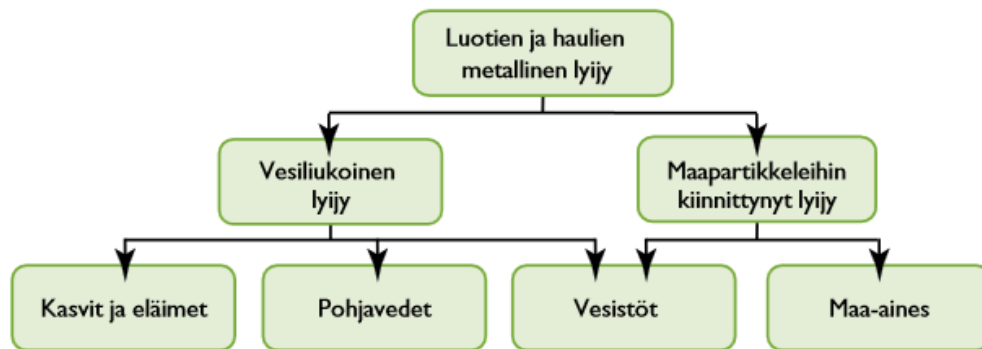 Luotien ja haulien
metallinen lyijy
Vesiliukoinen
lyijy
Maapartikkeleihin
kiinnittynyt lyijy
Kasvit ja eläimet
Pohjavedet
Vesistöt
Maa-aines